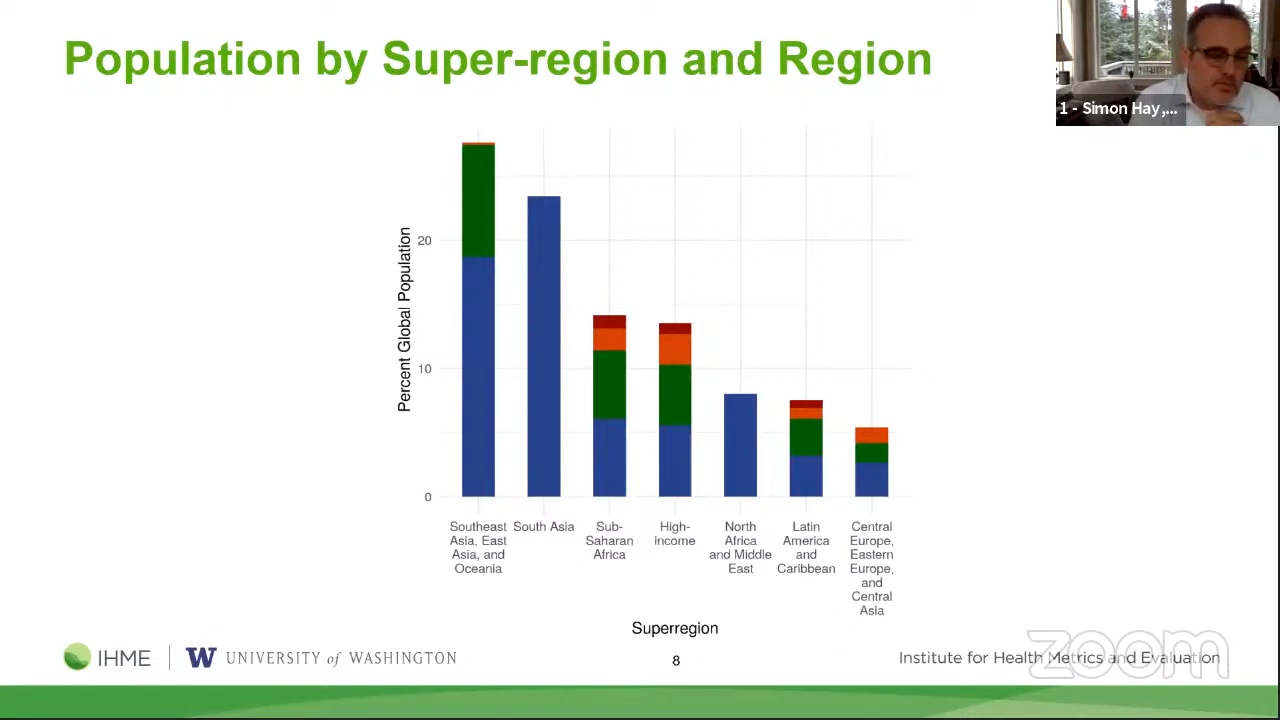 Population by Super-region and Region
1 - Simon Hay,...
Percent Global Population
20
10
0
Southeast
Asia, East
Asia, and
Oceania
South Asia
Sub-
Saharan
Africa
High-
income
North
Africa
and Middle
East
Latin
America
and
Caribbean
Central
Europe,
Eastern
Europe,
and
Central
Asia
Superregion
IHME
W UNIVERSITY of WASHINGTON
8
Institute for Health Metrics and Evaluation
zoom